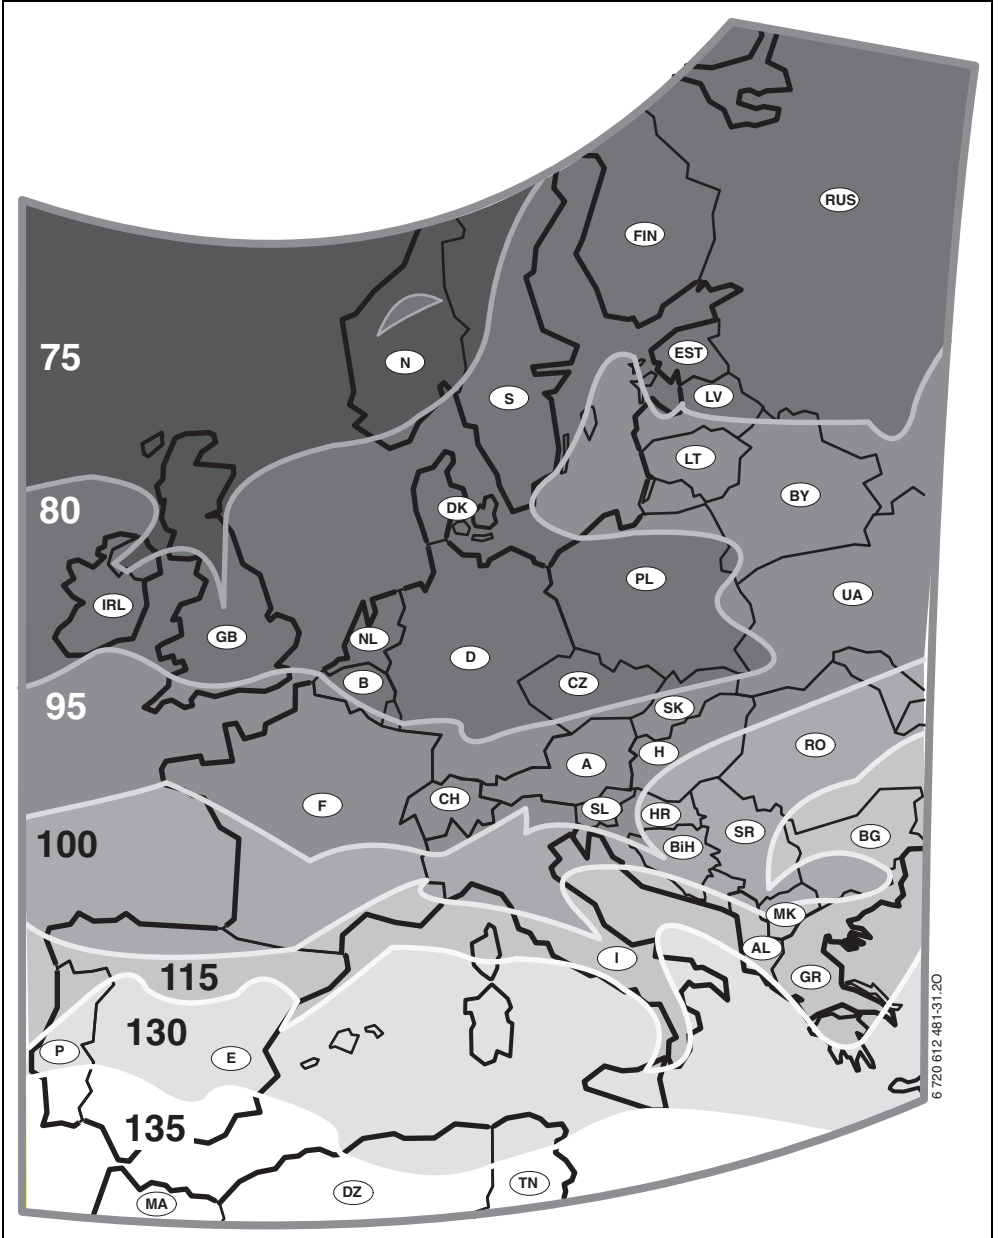 RUS
FIN
75
N
EST
S
LV
LT
BY
80
DK
PL
UA
IRL
GB
NL
D
B
CZ
95
SK
RO
H
A
F
CH
SL
HR
SR
BG
100
BiH
MK
AL
I
GR
115
130
P
E
135
DZ
TN
MA
6 720 612 481-31.2O